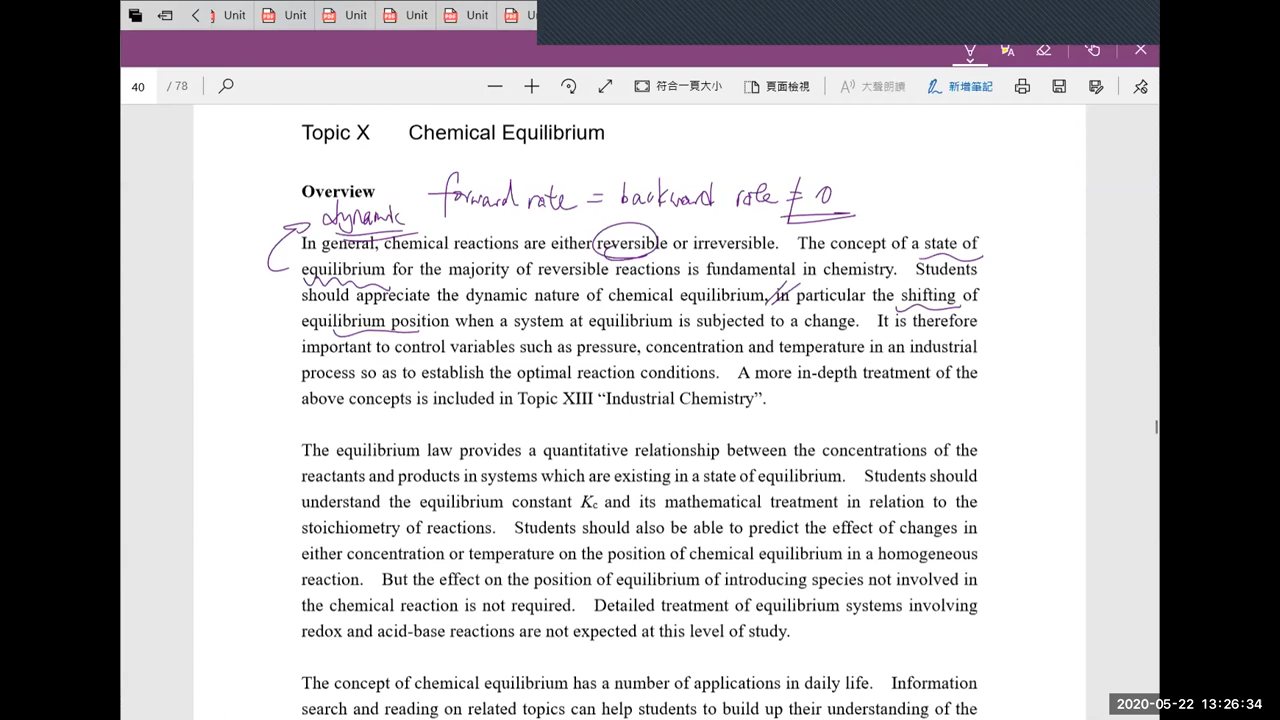 Unit Unit Unit Unit Unit
40 / 78 符合一頁大小 頁面檢視 大聲朗讀 新增筆記
Topic X Chemical Equilibrium
Overview
forward rate = backward rate ≠ 0
dynamic
In general, chemical reactions are either reversible or irreversible. The concept of a state of
equilibrium for the majority of reversible reactions is fundamental in chemistry. Students
should appreciate the dynamic nature of chemical equilibrium, in particular the shifting of
equilibrium position when a system at equilibrium is subjected to a change. It is therefore
important to control variables such as pressure, concentration and temperature in an industrial
process so as to establish the optimal reaction conditions. A more in-depth treatment of the
above concepts is included in Topic XIII “Industrial Chemistry”.
The equilibrium law provides a quantitative relationship between the concentrations of the
reactants and products in systems which are existing in a state of equilibrium. Students should
understand the equilibrium constant Kc and its mathematical treatment in relation to the
stoichiometry of reactions. Students should also be able to predict the effect of changes in
either concentration or temperature on the position of chemical equilibrium in a homogeneous
reaction. But the effect on the position of equilibrium of introducing species not involved in
the chemical reaction is not required. Detailed treatment of equilibrium systems involving
redox and acid-base reactions are not expected at this level of study.
The concept of chemical equilibrium has a number of applications in daily life. Information
search and reading on related topics can help students to build up their understanding of the
2020-05-22 13:26:34